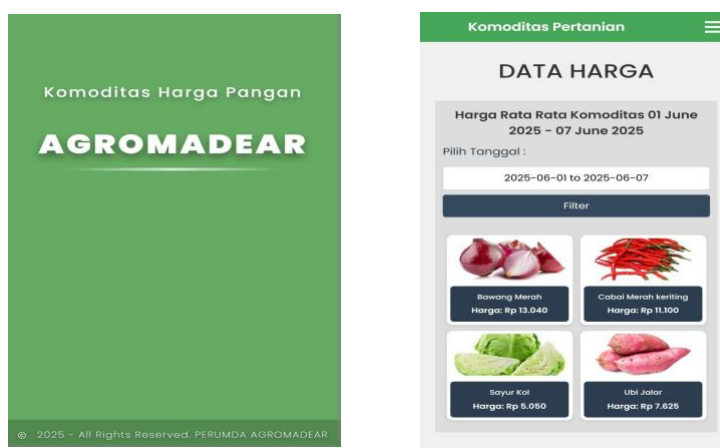 Komoditas Harga Pangan
AGROMADEAR
© 2025 - All Rights Reserved. PERUMDA AGROMADEAR
Komoditas Pertanian
DATA HARGA
Harga Rata Rata Komoditas 01 June
2025 - 07 June 2025
Pilih Tanggal :
2025-06-01 to 2025-06-07
Filter
Bawang Merah
Harga: Rp 13.040
Cabai Merah keriting
Harga: Rp 11.100
Sayur Kol
Harga: Rp 5.050
Ubi Jalar
Harga: Rp 7.625